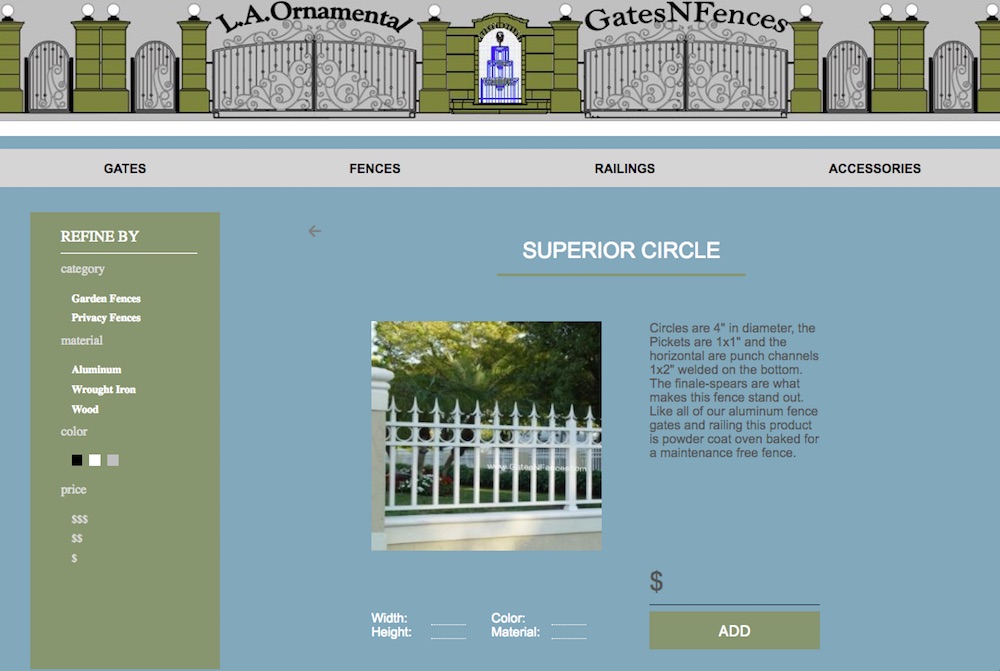 L.A.Ornamental GatesNFences
GATES FENCES RAILINGS ACCESSORIES
REFINE BY
category
Garden Fences
Privacy Fences
material
Aluminum
Wrought Iron
Wood
color
price
$$$
$$
$
←
SUPERIOR CIRCLE
www.GatesNFences.com
Circles are 4" in diameter, the
Pickets are 1x1" and the
horizontal are punch channels
1x2" welded on the bottom.
The finale-spears are what
makes this fence stand out.
Like all of our aluminum fence
gates and railing this product
is powder coat oven baked for
a maintenance free fence.
$
Width:
Height:
Color:
Material:
ADD